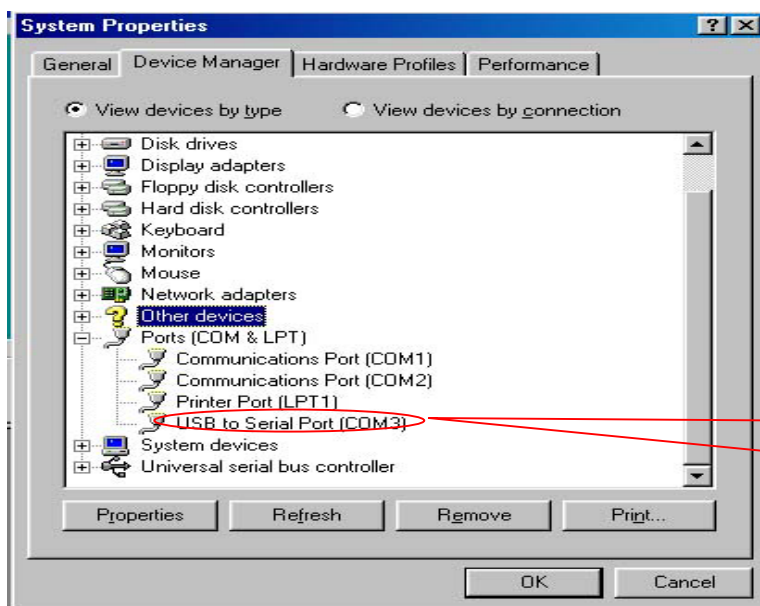 System Properties
General Device Manager Hardware Profiles Performance
View devices by type View devices by connection
Disk drives
Display adapters
Floppy disk controllers
Hard disk controllers
Keyboard
Monitors
Mouse
Network adapters
Other devices
Ports (COM & LPT)
Communications Port (COM1)
Communications Port (COM2)
Printer Port (LPT1)
USB to Serial Port (COM3)
System devices
Universal serial bus controller
Properties Refresh Remove Print...
OK Cancel